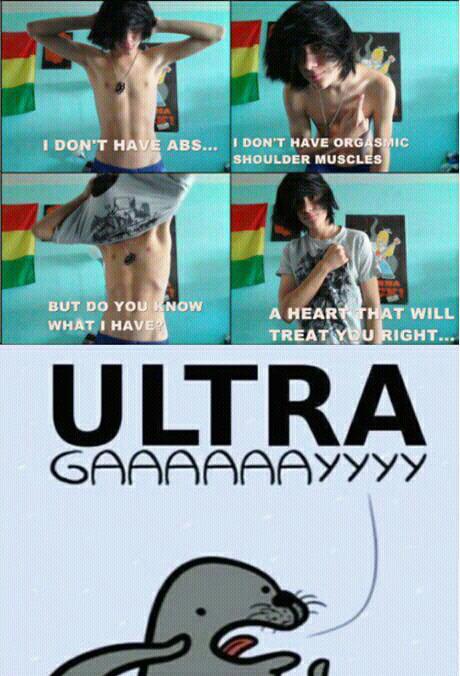 I DON'T HAVE ABS...
I DON'T HAVE ORGASMIC
SHOULDER MUSCLES
BUT DO YOU KNOW
WHAT I HAVE?
A HEART THAT WILL
TREAT YOU RIGHT...
ULTRA
GAAAAAAAYYYY